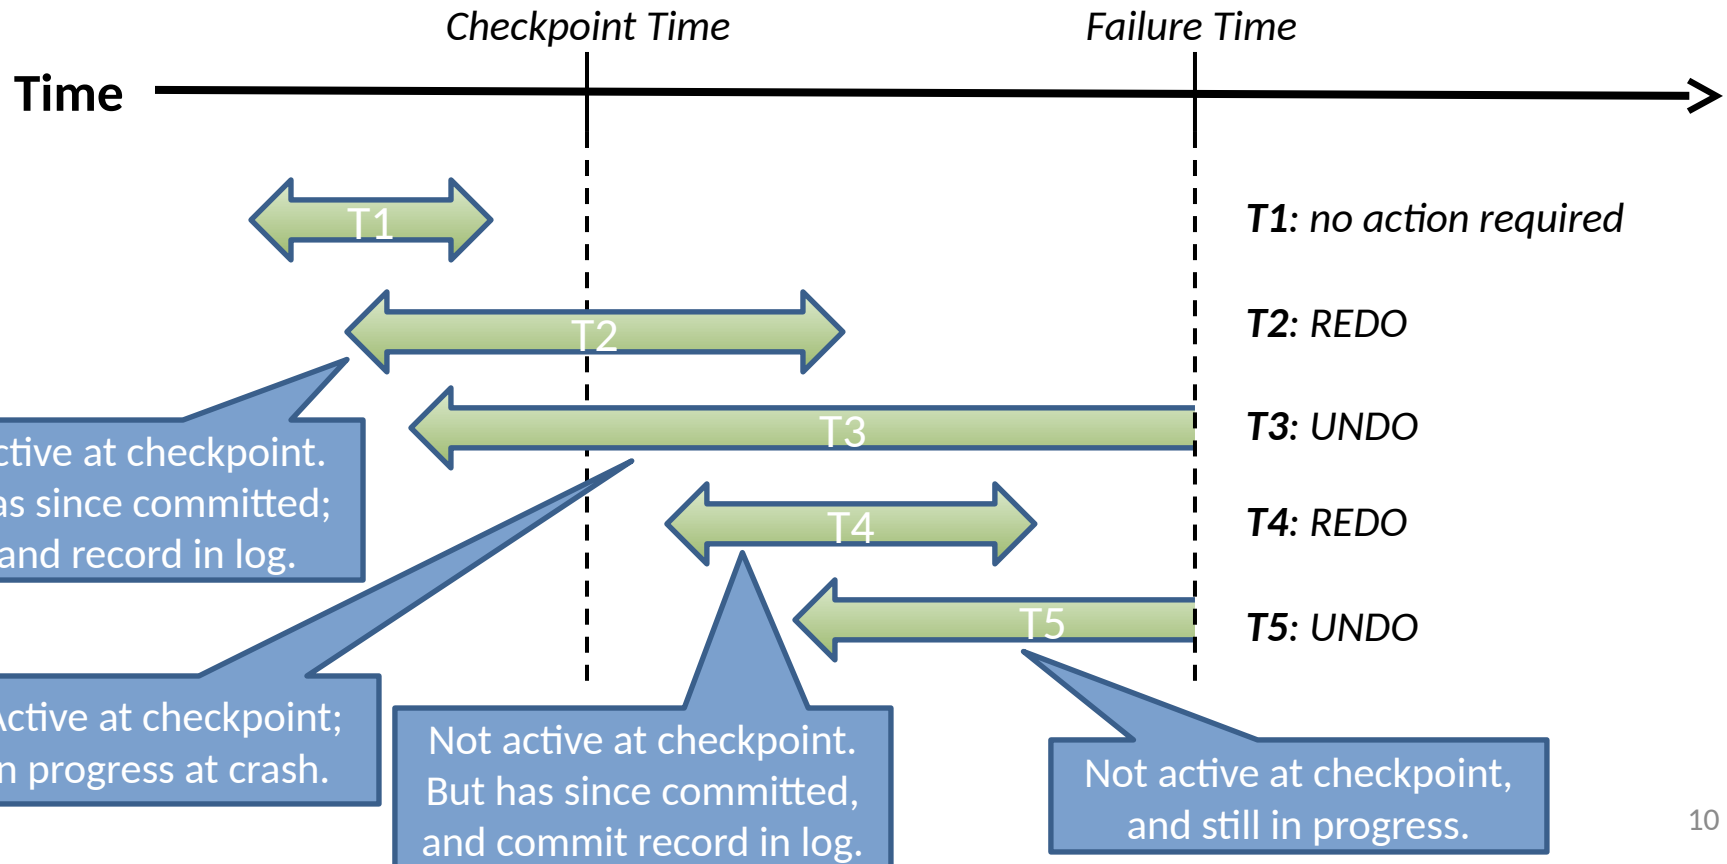 Checkpoint Time
Failure Time
Time
T1
T1: no action required
T2
T2: REDO
T3
T3: UNDO
T4
T4: REDO
T5
T5: UNDO
at checkpoint.
since committed;
and record in log.
Active at checkpoint;
in progress at crash.
Not active at checkpoint.
But has since committed,
and commit record in log.
Not active at checkpoint,
and still in progress.
10